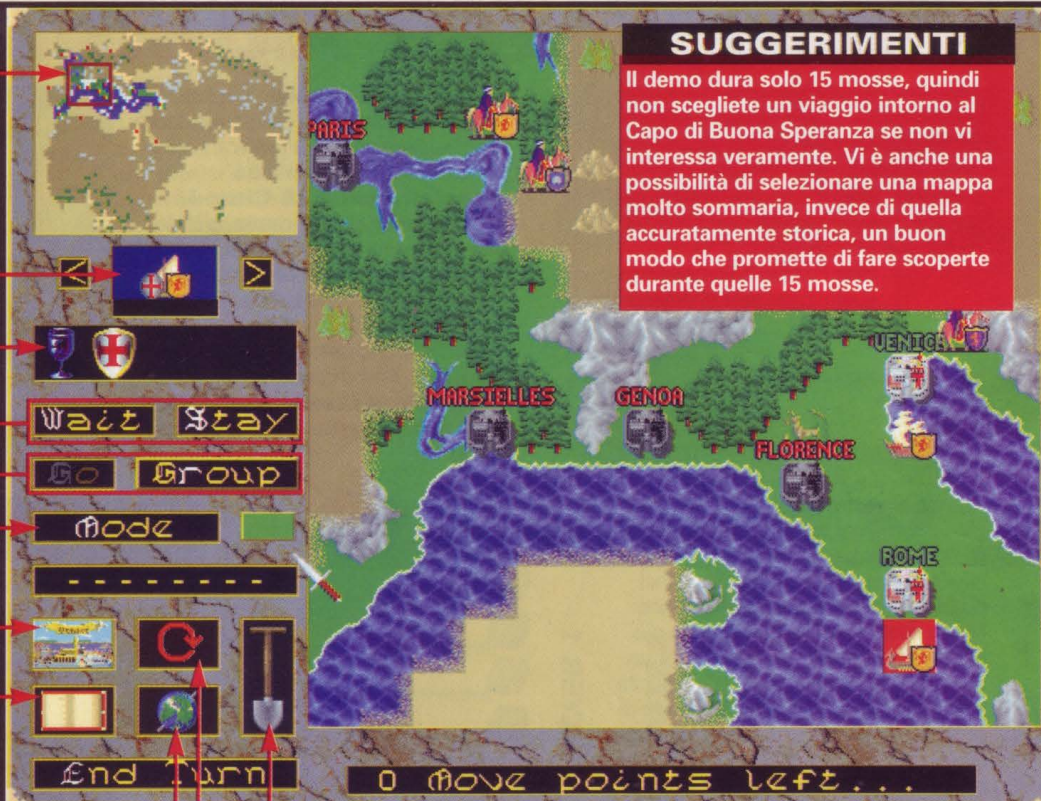 SUGGERIMENTI
Il demo dura solo 15 mosse, quindi
non scegliete un viaggio intorno al
Capo di Buona Speranza se non vi
interessa veramente. Vi è anche una
possibilità di selezionare una mappa
molto sommaria, invece di quella
accuratamente storica, un buon
modo che promette di fare scoperte
durante quelle 15 mosse.
PARIS
VENICE
MARSIELLES
GENOA
FLORENCE
ROME
< >
Wait Stay
Go Group
Mode
--------
Venice
End Turn
0 Move points left...